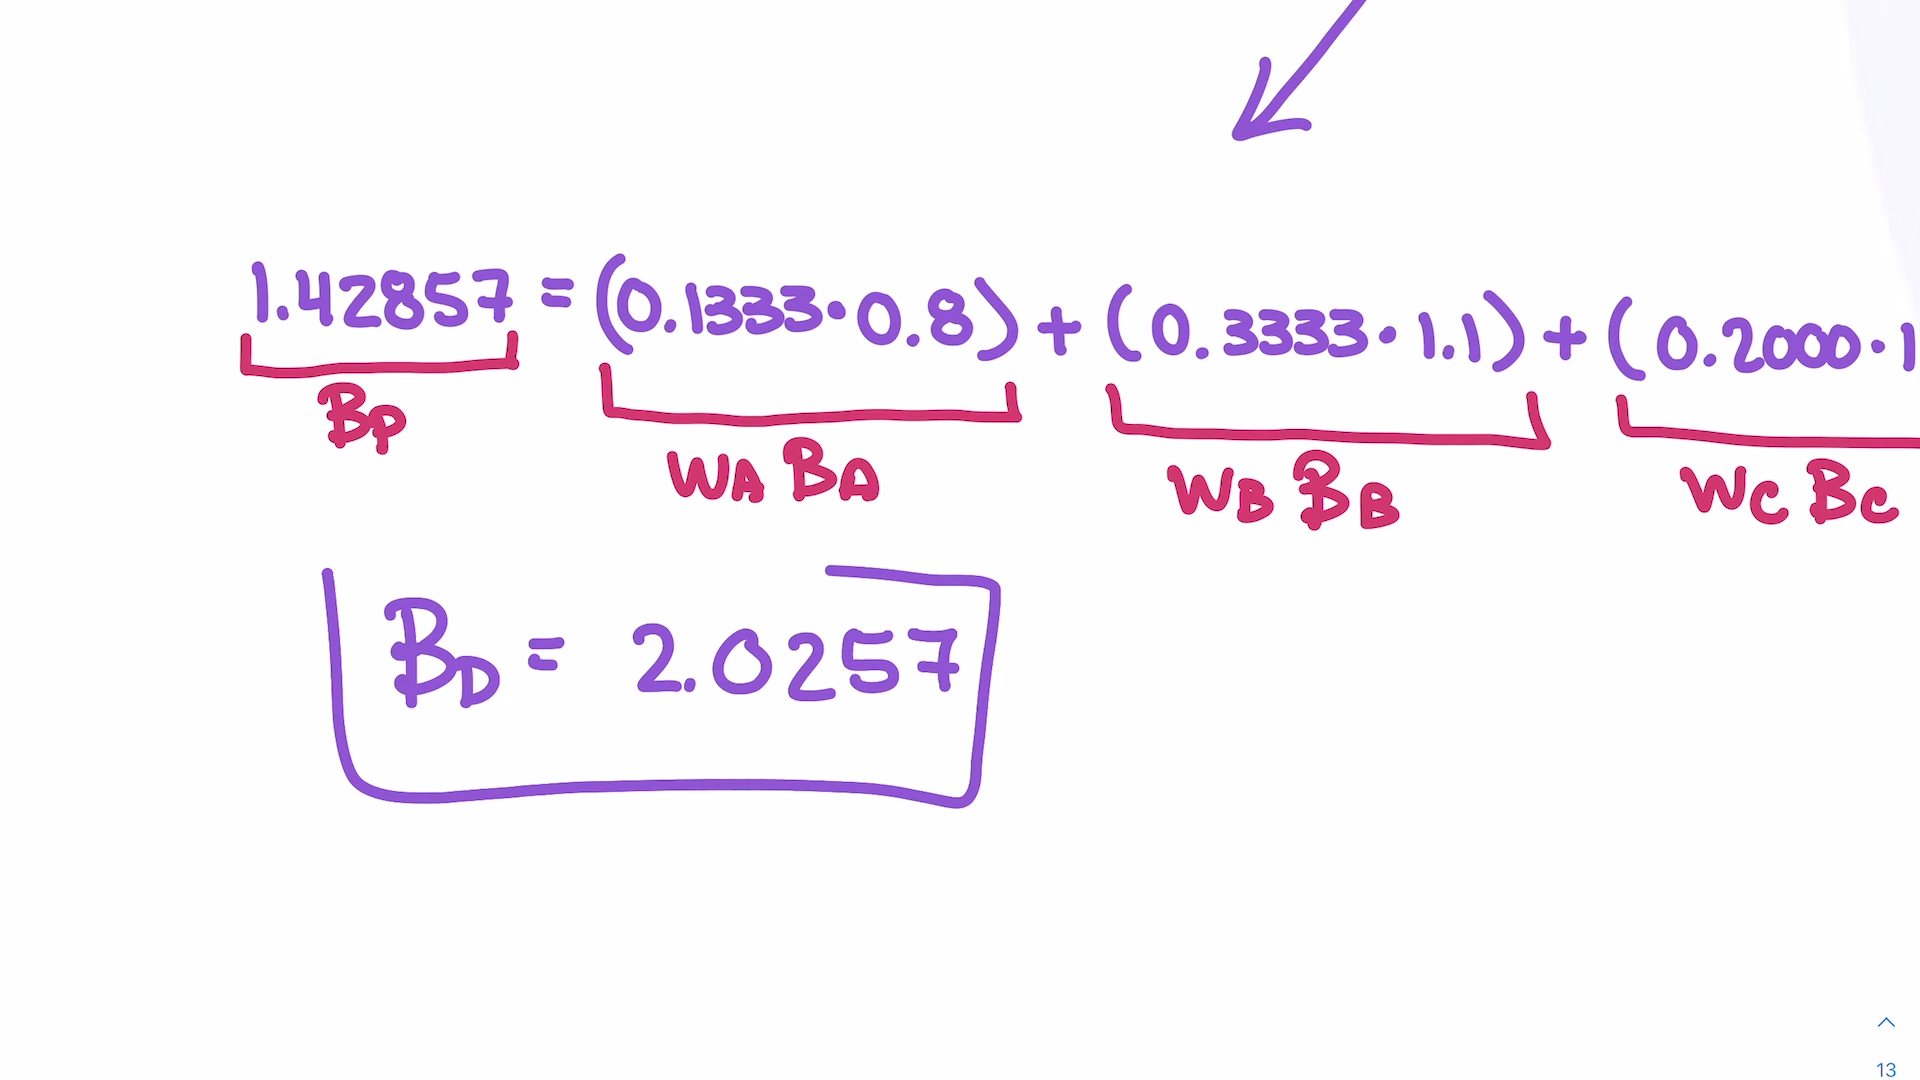 1.42857 = (0.1333·0.8) + (0.3333·1.1) + (0.2000·1
BP WA BA WB BB WC BC
BD = 2.0257
13